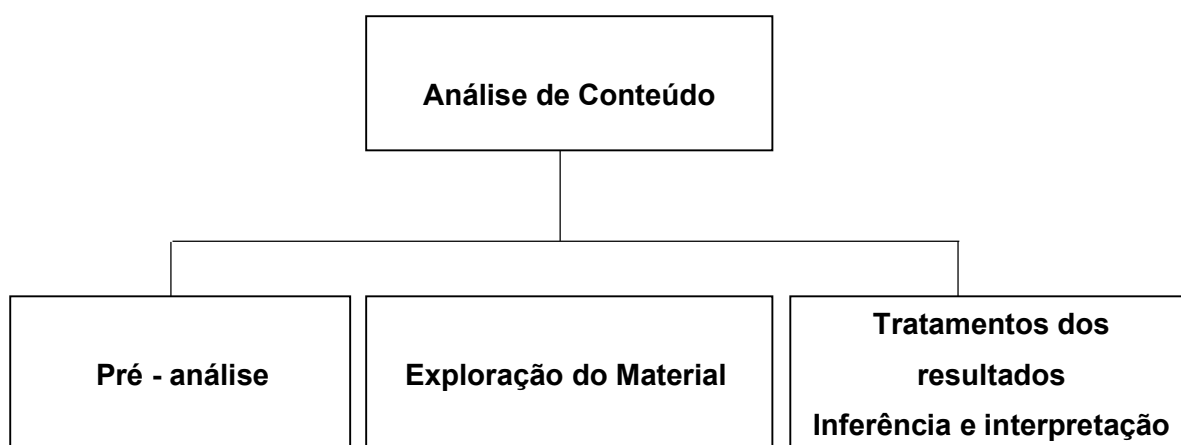 Análise de Conteúdo
Pré - análise
Exploração do Material
Tratamentos dos
resultados
Inferência e interpretação